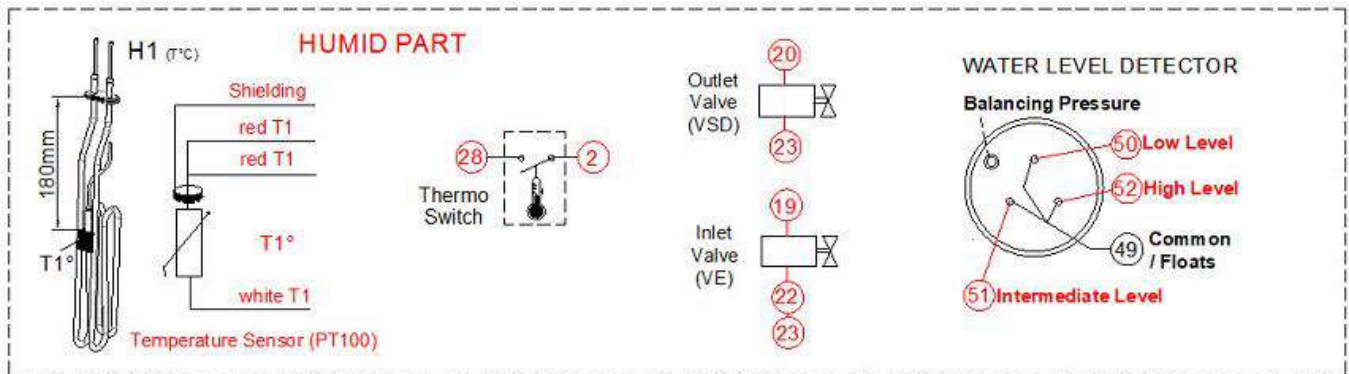 HUMID PART
H1 (T°C)
180mm
T1°
Shielding
red T1
red T1
T1°
white T1
Temperature Sensor (PT100)
28
2
Thermo
Switch
20
Outlet
Valve
(VSD)
23
19
Inlet
Valve
(VE)
22
23
WATER LEVEL DETECTOR
Balancing Pressure
50 Low Level
52 High Level
49 Common
/ Floats
51 Intermediate Level